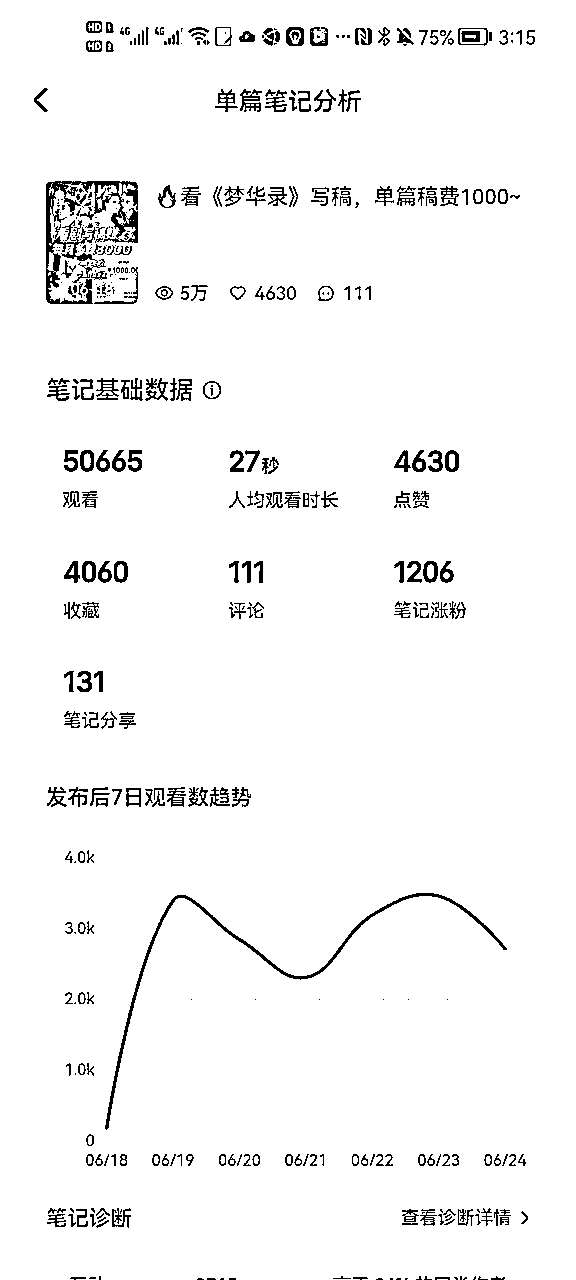 HD 4G 4G 75% 3:15
HD
单篇笔记分析
🔥看《梦华录》写稿，单篇稿费1000~
5万 4630 111
笔记基础数据
50665 27秒 4630
观看 人均观看时长 点赞
4060 111 1206
收藏 评论 笔记涨粉
131
笔记分享
发布后7日观看数趋势
4.0k
3.0k
2.0k
1.0k
0
06/18 06/19 06/20 06/21 06/22 06/23 06/24
笔记诊断 查看诊断详情